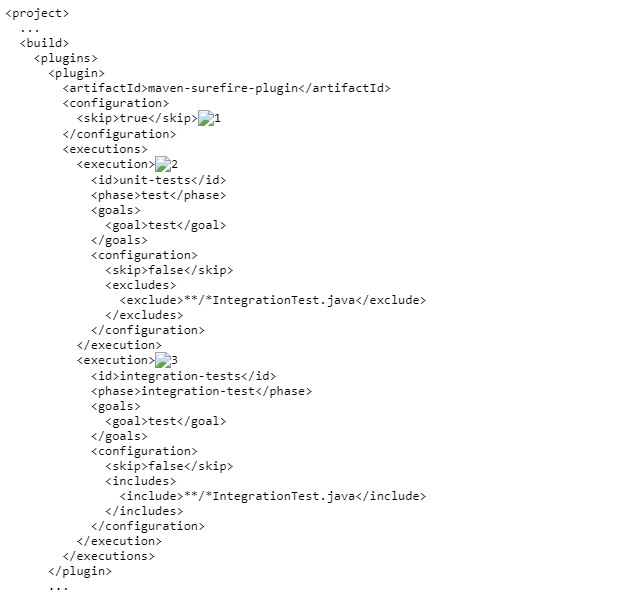 <project>
...
<build>
<plugins>
<plugin>
<artifactId>maven-surefire-plugin</artifactId>
<configuration>
<skip>true</skip>1
</configuration>
<executions>
<execution>2
<id>unit-tests</id>
<phase>test</phase>
<goals>
<goal>test</goal>
</goals>
<configuration>
<skip>false</skip>
<excludes>
<exclude>**/*IntegrationTest.java</exclude>
</excludes>
</configuration>
</execution>
<execution>3
<id>integration-tests</id>
<phase>integration-test</phase>
<goals>
<goal>test</goal>
</goals>
<configuration>
<skip>false</skip>
<includes>
<include>**/*IntegrationTest.java</include>
</includes>
</configuration>
</execution>
</executions>
</plugin>
...